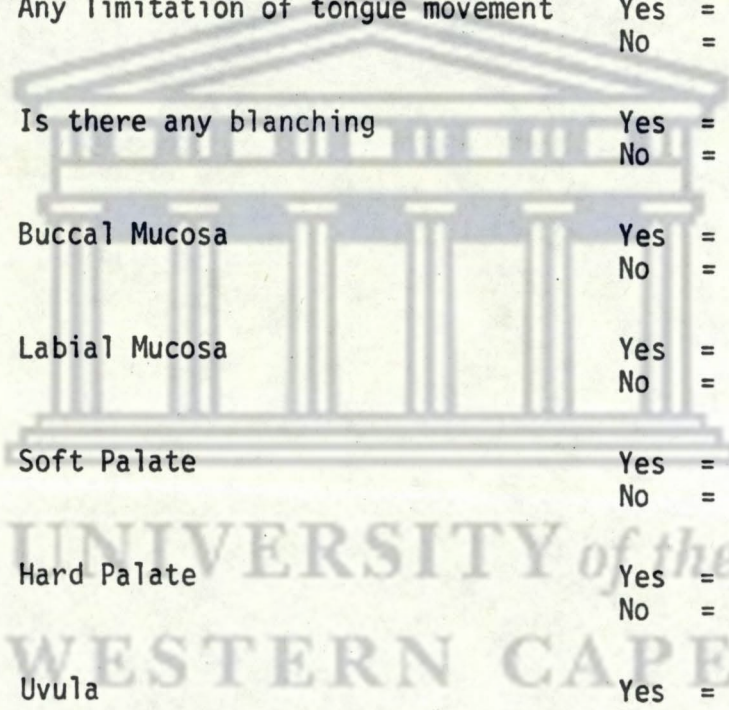 Any limitation of tongue movement Yes =
No =
Is there any blanching Yes =
No =
Buccal Mucosa Yes =
No =
Labial Mucosa Yes =
No =
Soft Palate Yes =
No =
UNIVERSITY of the
Hard Palate Yes =
No =
WESTERN CAPE
Uvula Yes =